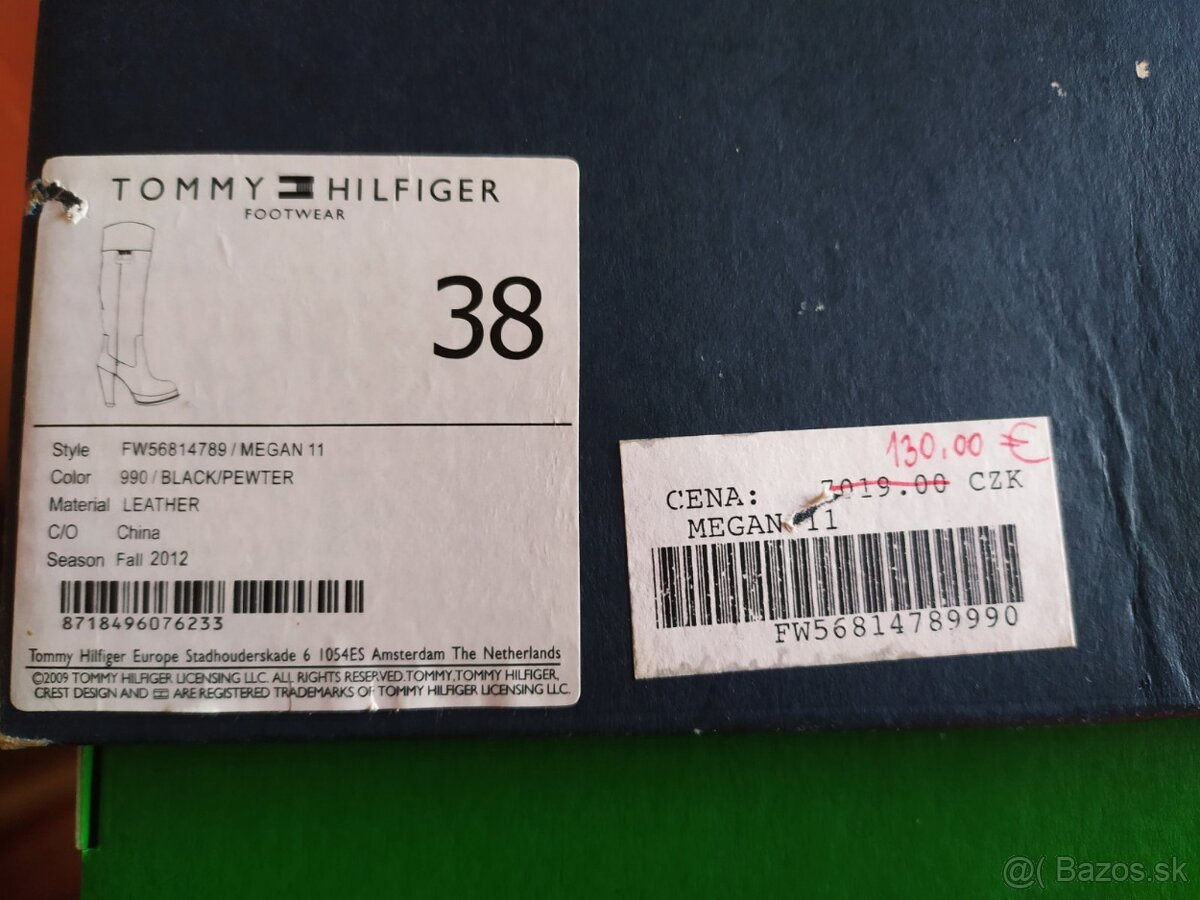 TOMMY HILFIGER
FOOTWEAR
38
Style FW56814789 / MEGAN 11
Color 990 / BLACK/PEWTER
Material LEATHER
C/O China
Season Fall 2012
8718496076233
Tommy Hilfiger Europe Stadhouderskade 6 1054ES Amsterdam The Netherlands
©2009 TOMMY HILFIGER LICENSING LLC. ALL RIGHTS RESERVED.TOMMY,TOMMY HILFIGER,
CREST DESIGN AND ARE REGISTERED TRADEMARKS OF TOMMY HILFIGER LICENSING LLC.
130.00 €
CENA: 7019.00 CZK
MEGAN 11
FW56814789990
@( Bazos.sk